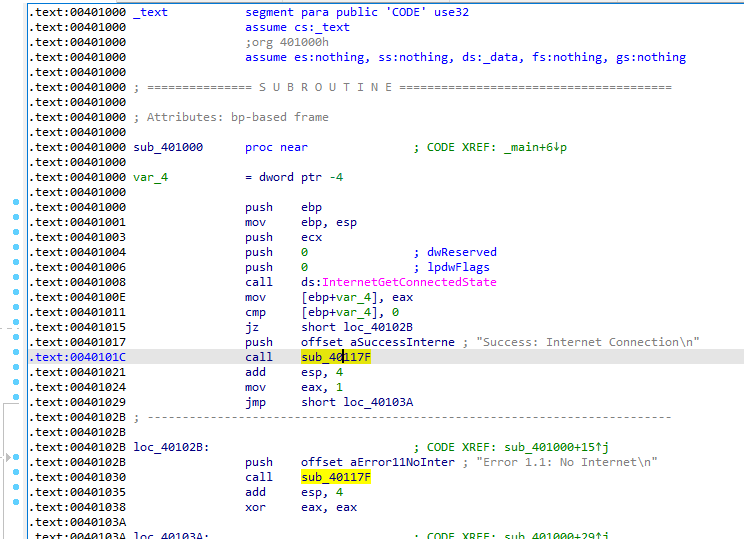 .text:00401000 _text segment para public 'CODE' use32
.text:00401000 assume cs:_text
.text:00401000 ;org 401000h
.text:00401000 assume es:nothing, ss:nothing, ds:_data, fs:nothing, gs:nothing
.text:00401000
.text:00401000 ; =============== S U B R O U T I N E =======================================
.text:00401000
.text:00401000 ; Attributes: bp-based frame
.text:00401000
.text:00401000 sub_401000 proc near ; CODE XREF: _main+6↓p
.text:00401000
.text:00401000 var_4 = dword ptr -4
.text:00401000
.text:00401000 push ebp
.text:00401001 mov ebp, esp
.text:00401003 push ecx
.text:00401004 push 0 ; dwReserved
.text:00401006 push 0 ; lpdwFlags
.text:00401008 call ds:InternetGetConnectedState
.text:0040100E mov [ebp+var_4], eax
.text:00401011 cmp [ebp+var_4], 0
.text:00401015 jz short loc_40102B
.text:00401017 push offset aSuccessInterne ; "Success: Internet Connection\n"
.text:0040101C call sub_40117F
.text:00401021 add esp, 4
.text:00401024 mov eax, 1
.text:00401029 jmp short loc_40103A
.text:0040102B ; ---------------------------------------------------------------------------
.text:0040102B
.text:0040102B loc_40102B: ; CODE XREF: sub_401000+15↑j
.text:0040102B push offset aError11NoInter ; "Error 1.1: No Internet\n"
.text:00401030 call sub_40117F
.text:00401035 add esp, 4
.text:00401038 xor eax, eax
.text:0040103A
.text:0040103A loc_40103A: ; CODE XREF: sub_401000+29↑j